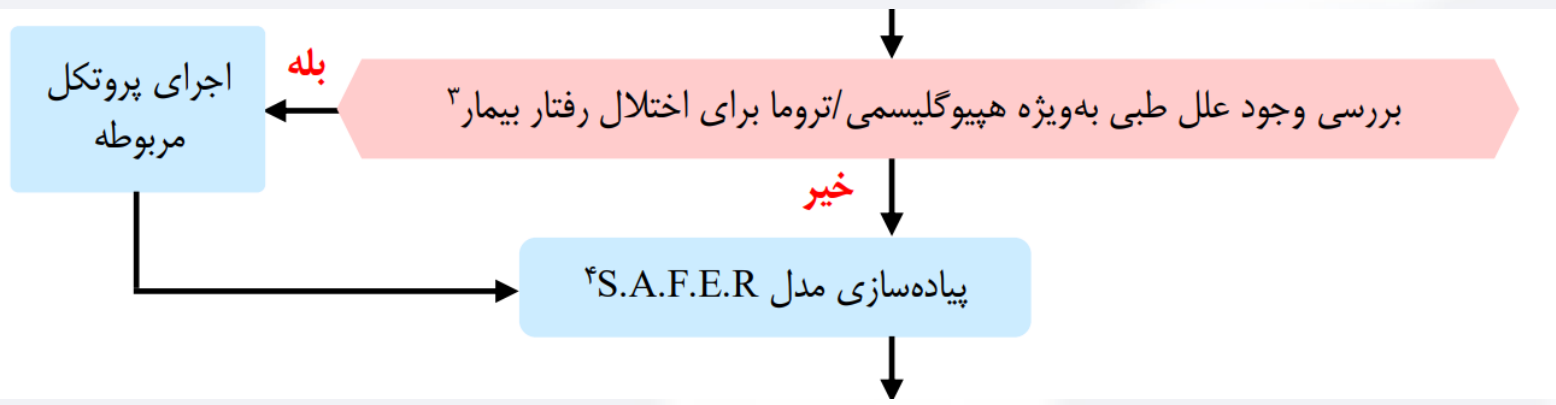 بررسی وجود علل طبی به‌ویژه هیپوگلیسمی/تروما برای اختلال رفتار بیمار۳
بله
اجرای پروتکل
مربوطه
خیر
پیاده‌سازی مدل S.A.F.E.R۴